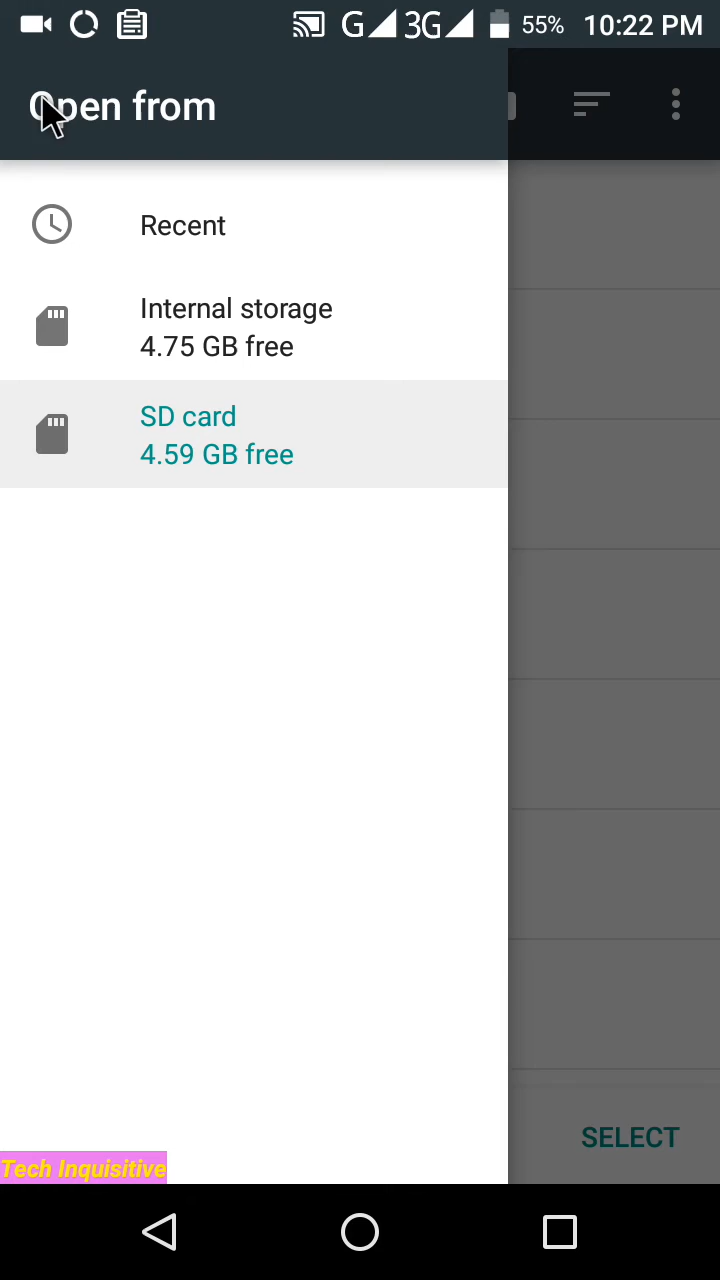 G 3G 55% 10:22 PM
Open from
Recent
Internal storage
4.75 GB free
SD card
4.59 GB free
SELECT
Tech Inquisitive